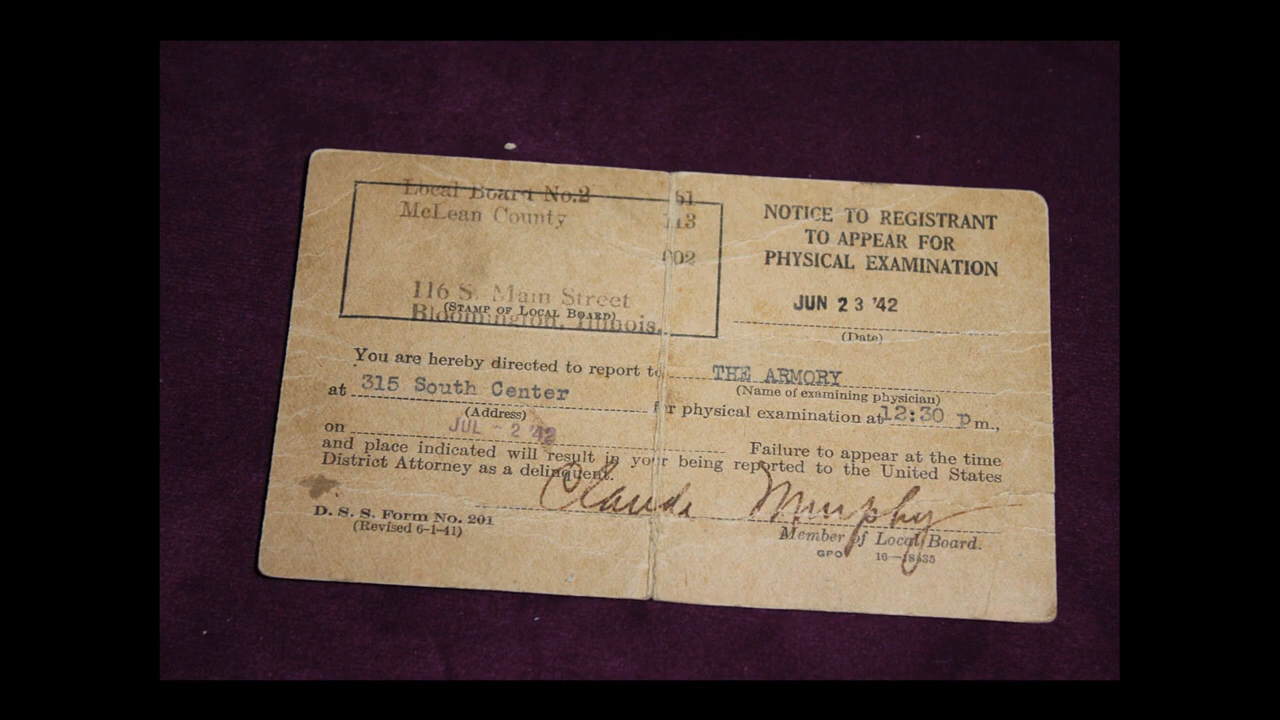 Local Board No.2 61
McLean County 113
002
116 S. Main Street
(STAMP OF LOCAL BOARD)
Bloomington, Illinois.
NOTICE TO REGISTRANT
TO APPEAR FOR
PHYSICAL EXAMINATION
JUN 23 '42
(Date)
You are hereby directed to report to THE ARMORY
(Name of examining physician)
at 315 South Center for physical examination at 12:30 p m.,
(Address)
on JUL - 2 '42 Failure to appear at the time
and place indicated will result in your being reported to the United States
District Attorney as a delinquent.
Claude Murphy
Member of Local Board.
D. S. S. Form No. 201
(Revised 6-1-41)
GPO 16—18435